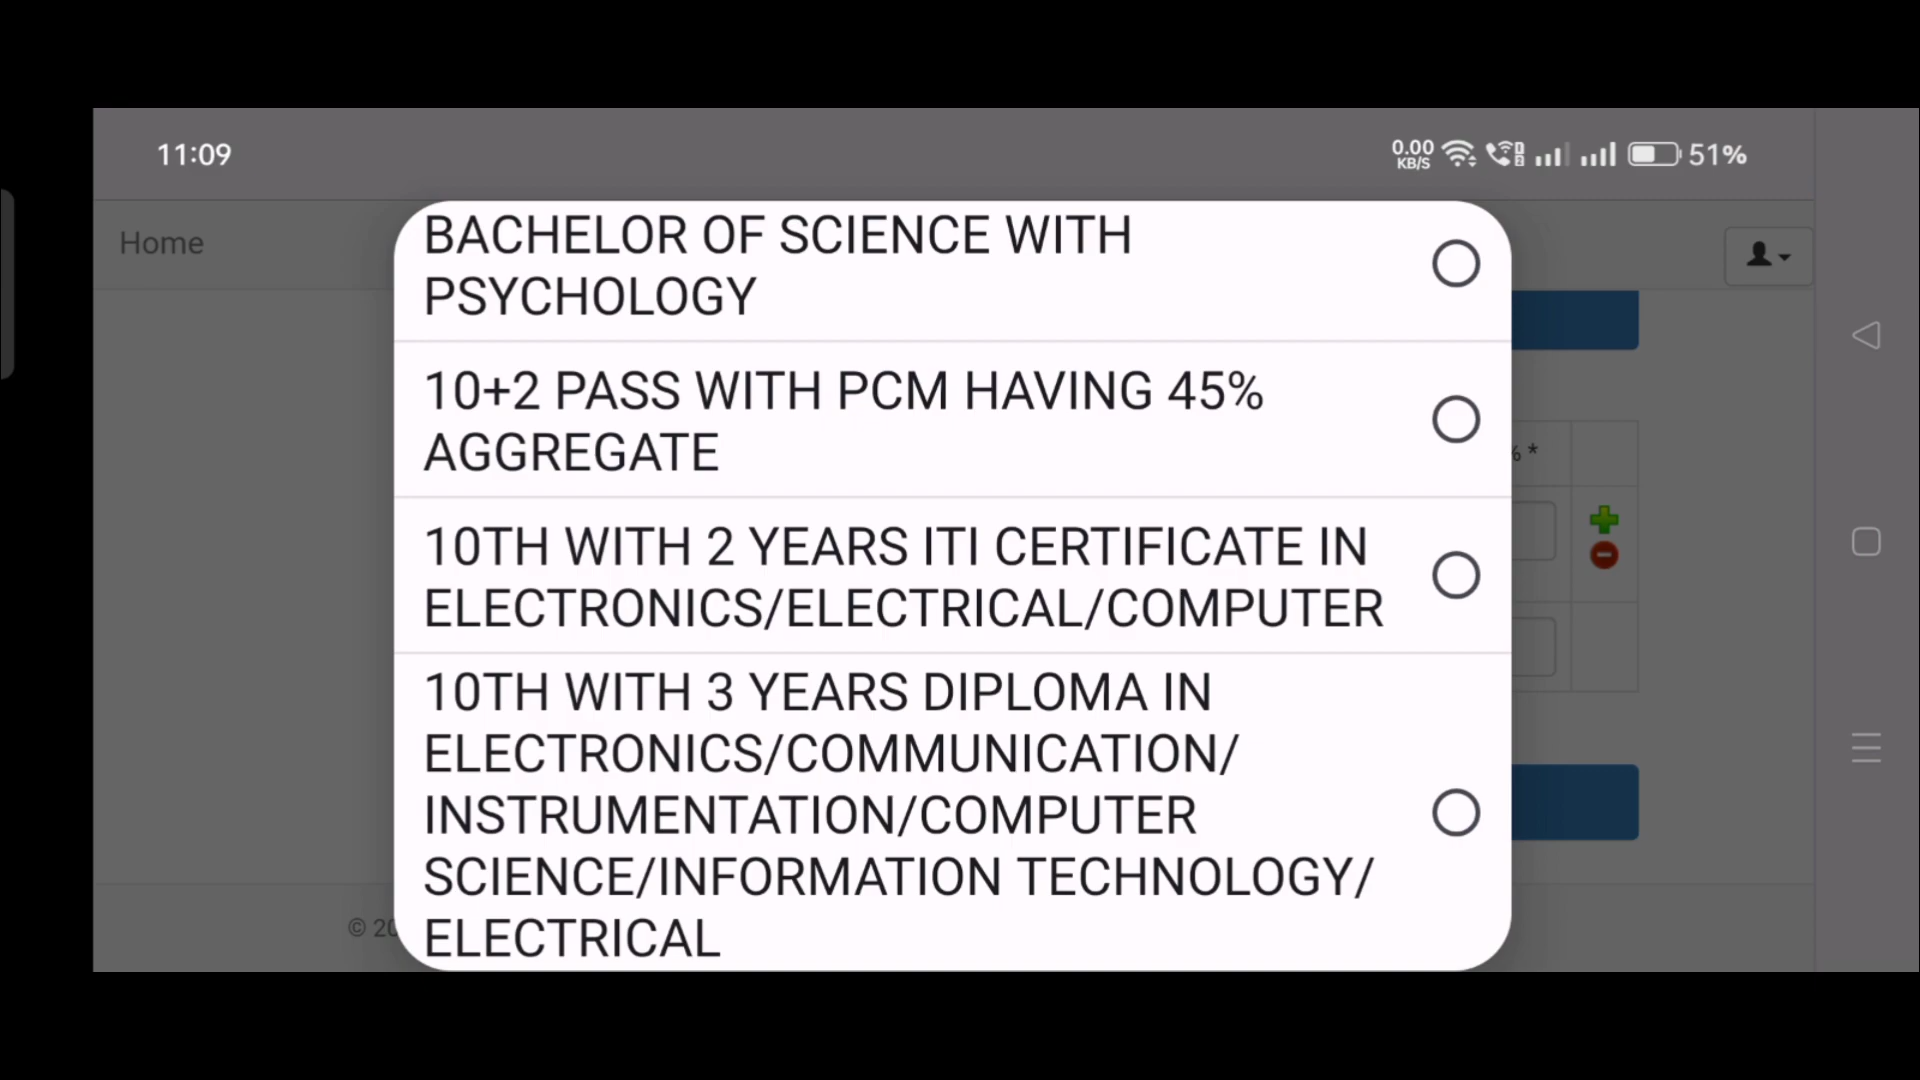 11:09
0.00
KB/S
51%
Home
BACHELOR OF SCIENCE WITH
PSYCHOLOGY
10+2 PASS WITH PCM HAVING 45%
AGGREGATE
% *
10TH WITH 2 YEARS ITI CERTIFICATE IN
ELECTRONICS/ELECTRICAL/COMPUTER
10TH WITH 3 YEARS DIPLOMA IN
ELECTRONICS/COMMUNICATION/
INSTRUMENTATION/COMPUTER
SCIENCE/INFORMATION TECHNOLOGY/
ELECTRICAL
© 20